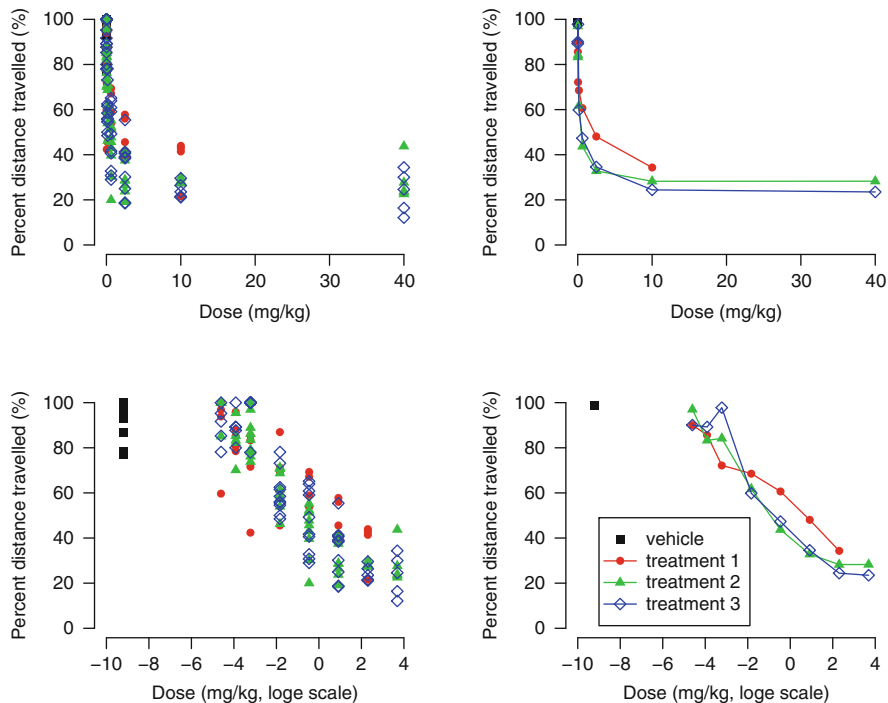 Percent distance travelled (%)
100
80
60
40
20
0
0 10 20 30 40
Dose (mg/kg)
Percent distance travelled (%)
100
80
60
40
20
0
0 10 20 30 40
Dose (mg/kg)
Percent distance travelled (%)
100
80
60
40
20
0
−10 −8 −6 −4 −2 0 2 4
Dose (mg/kg, loge scale)
Percent distance travelled (%)
100
80
60
40
20
0
vehicle
treatment 1
treatment 2
treatment 3
−10 −8 −6 −4 −2 0 2 4
Dose (mg/kg, loge scale)